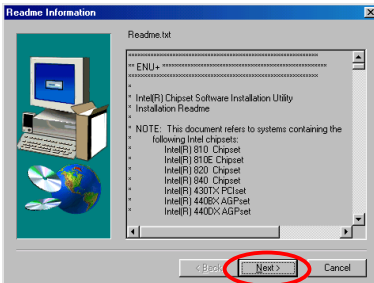 Readme Information
Readme.txt
************************************************************
** ENU+ ****************************************************
************************************************************
*
* Intel(R) Chipset Software Installation Utility
* Installation Readme
*
* NOTE: This document refers to systems containing the
* following Intel chipsets:
* Intel(R) 810 Chipset
* Intel(R) 810E Chipset
* Intel(R) 820 Chipset
* Intel(R) 840 Chipset
* Intel(R) 430TX PCIset
* Intel(R) 440BX AGPset
* Intel(R) 440DX AGPset
< Back
Next >
Cancel